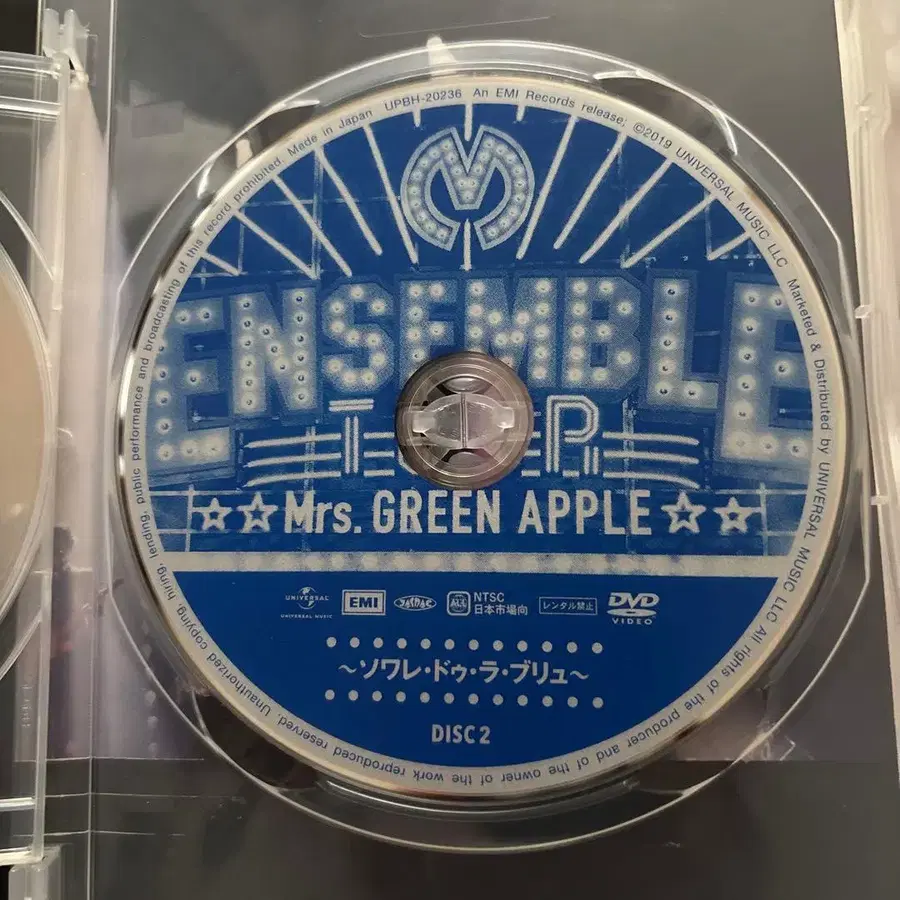 Unauthorized copying, hiring, lending, public performance and broadcasting of this record prohibited. Made in Japan UPBH-20236 An EMI Records release; ©2019 UNIVERSAL MUSIC LLC Marketed & Distributed by UNIVERSAL MUSIC LLC All rights of the producer and of the owner of the work reproduced reserved.
M
ENSEMBLE
T R
☆☆Mrs. GREEN APPLE☆☆
UNIVERSAL
UNIVERSAL MUSIC
EMI
JASRAC
ALL
NTSC
日本市場向
レンタル禁止
DVD
VIDEO
～ソワレ・ドゥ・ラ・ブリュ～
DISC 2